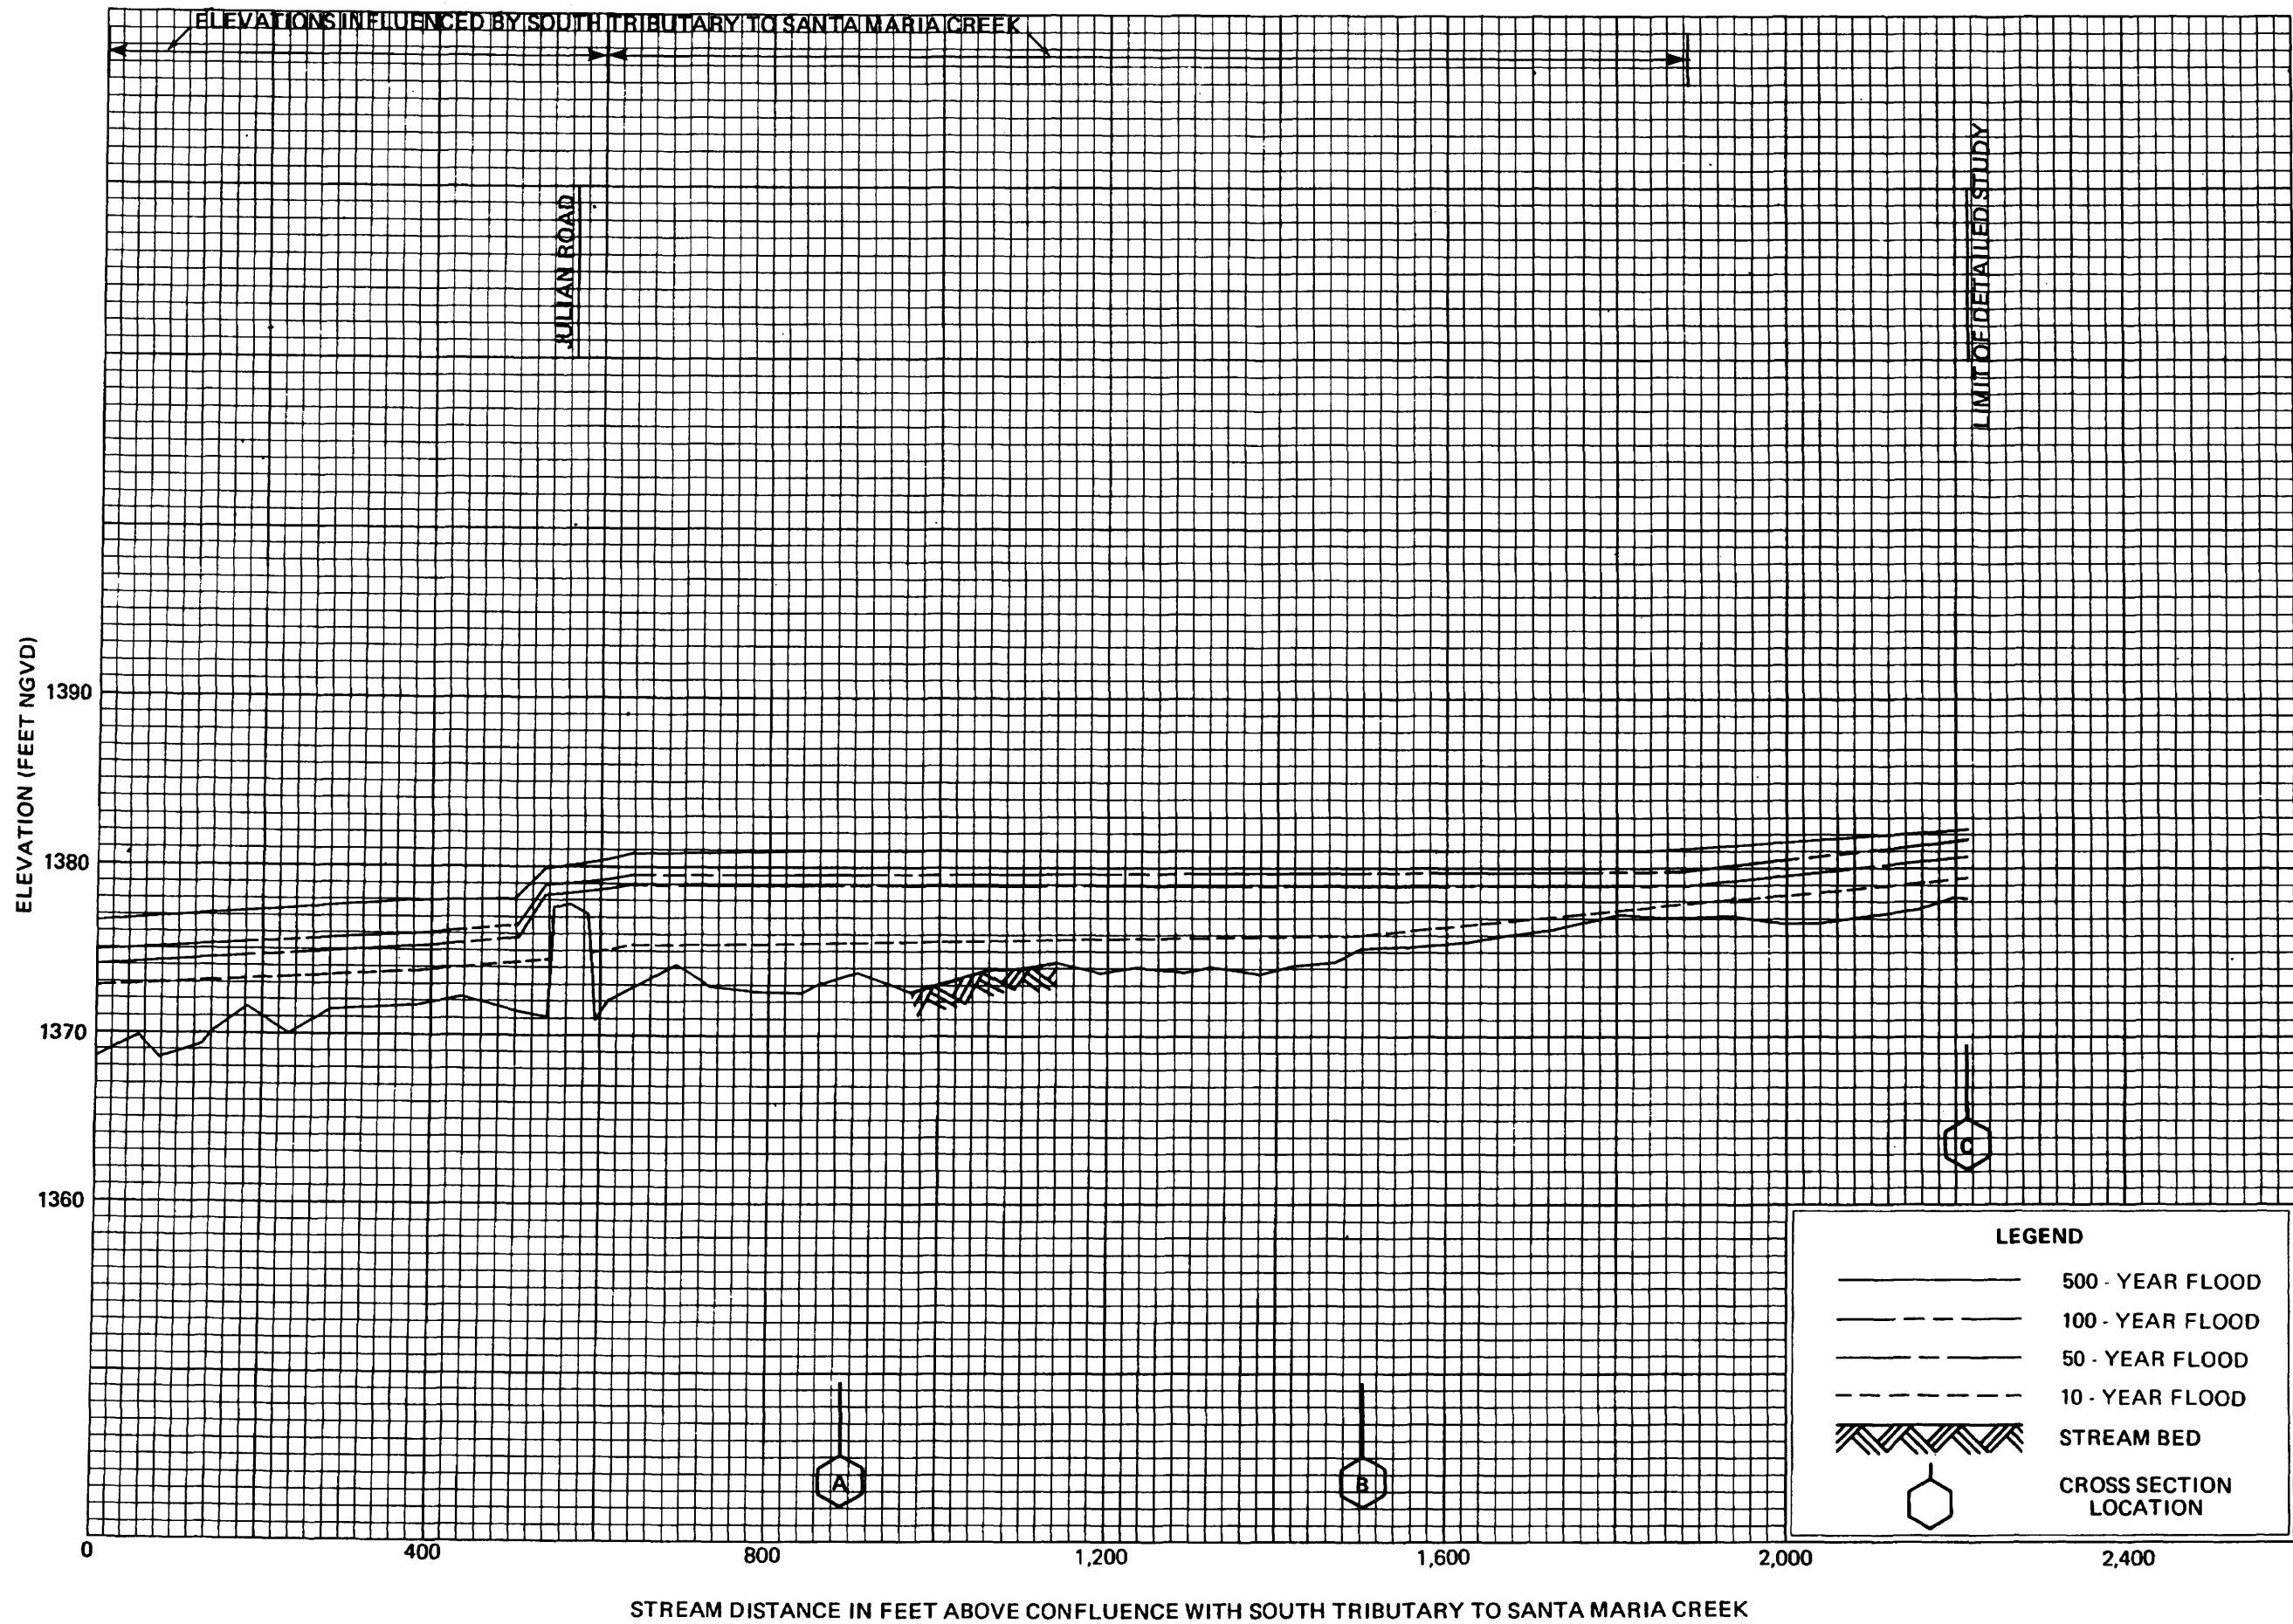 ELEVATIONS INFLUENCED BY SOUTH TRIBUTARY TO SANTA MARIA CREEK
JULIAN ROAD
LIMIT OF DETAILED STUDY
ELEVATION (FEET NGVD)
1390
1380
1370
1360
C
A
B
LEGEND
500 - YEAR FLOOD
100 - YEAR FLOOD
50 - YEAR FLOOD
10 - YEAR FLOOD
STREAM BED
CROSS SECTION
LOCATION
0 400 800 1,200 1,600 2,000 2,400
STREAM DISTANCE IN FEET ABOVE CONFLUENCE WITH SOUTH TRIBUTARY TO SANTA MARIA CREEK